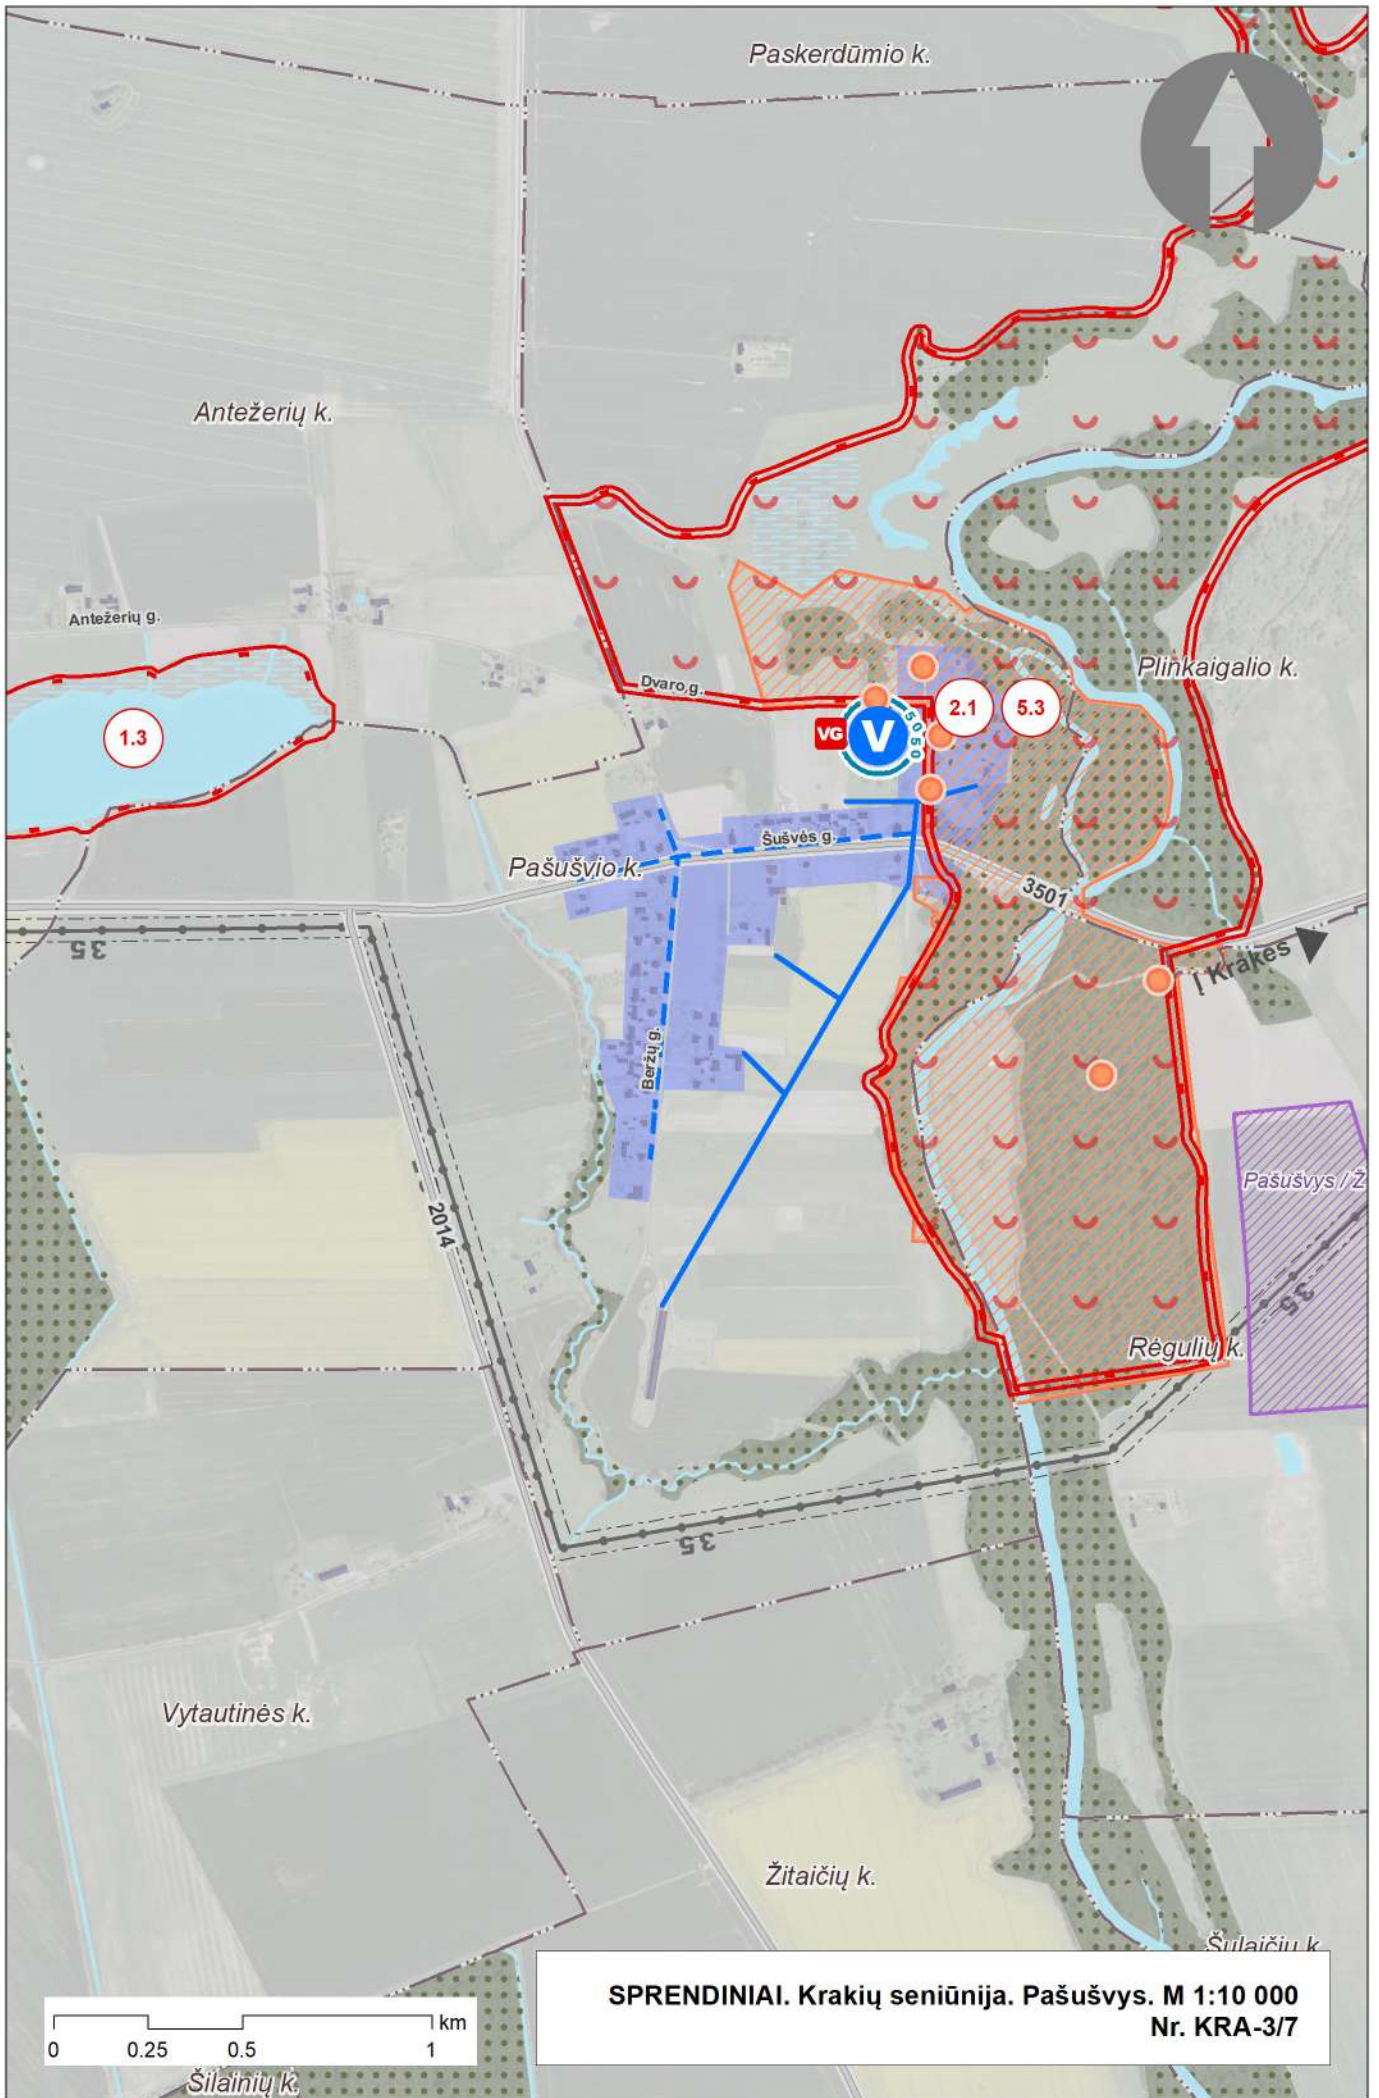 Paskerdūmio k.
Antežerių k.
Antežerių g.
Plinkaigalio k.
Dvaro g.
1.3
VG
V
50 50
2.1
5.3
Šušvės g.
Pašušvio k.
3501
35
Į Krakes
Beržų g.
Pašušvys / Ž
2014
35
Rėgulių k.
35
Vytautinės k.
Žitaičių k.
Šulaičių k
SPRENDINIAI. Krakių seniūnija. Pašušvys. M 1:10 000
Nr. KRA-3/7
km
0 0.25 0.5 1
Šilainių k.